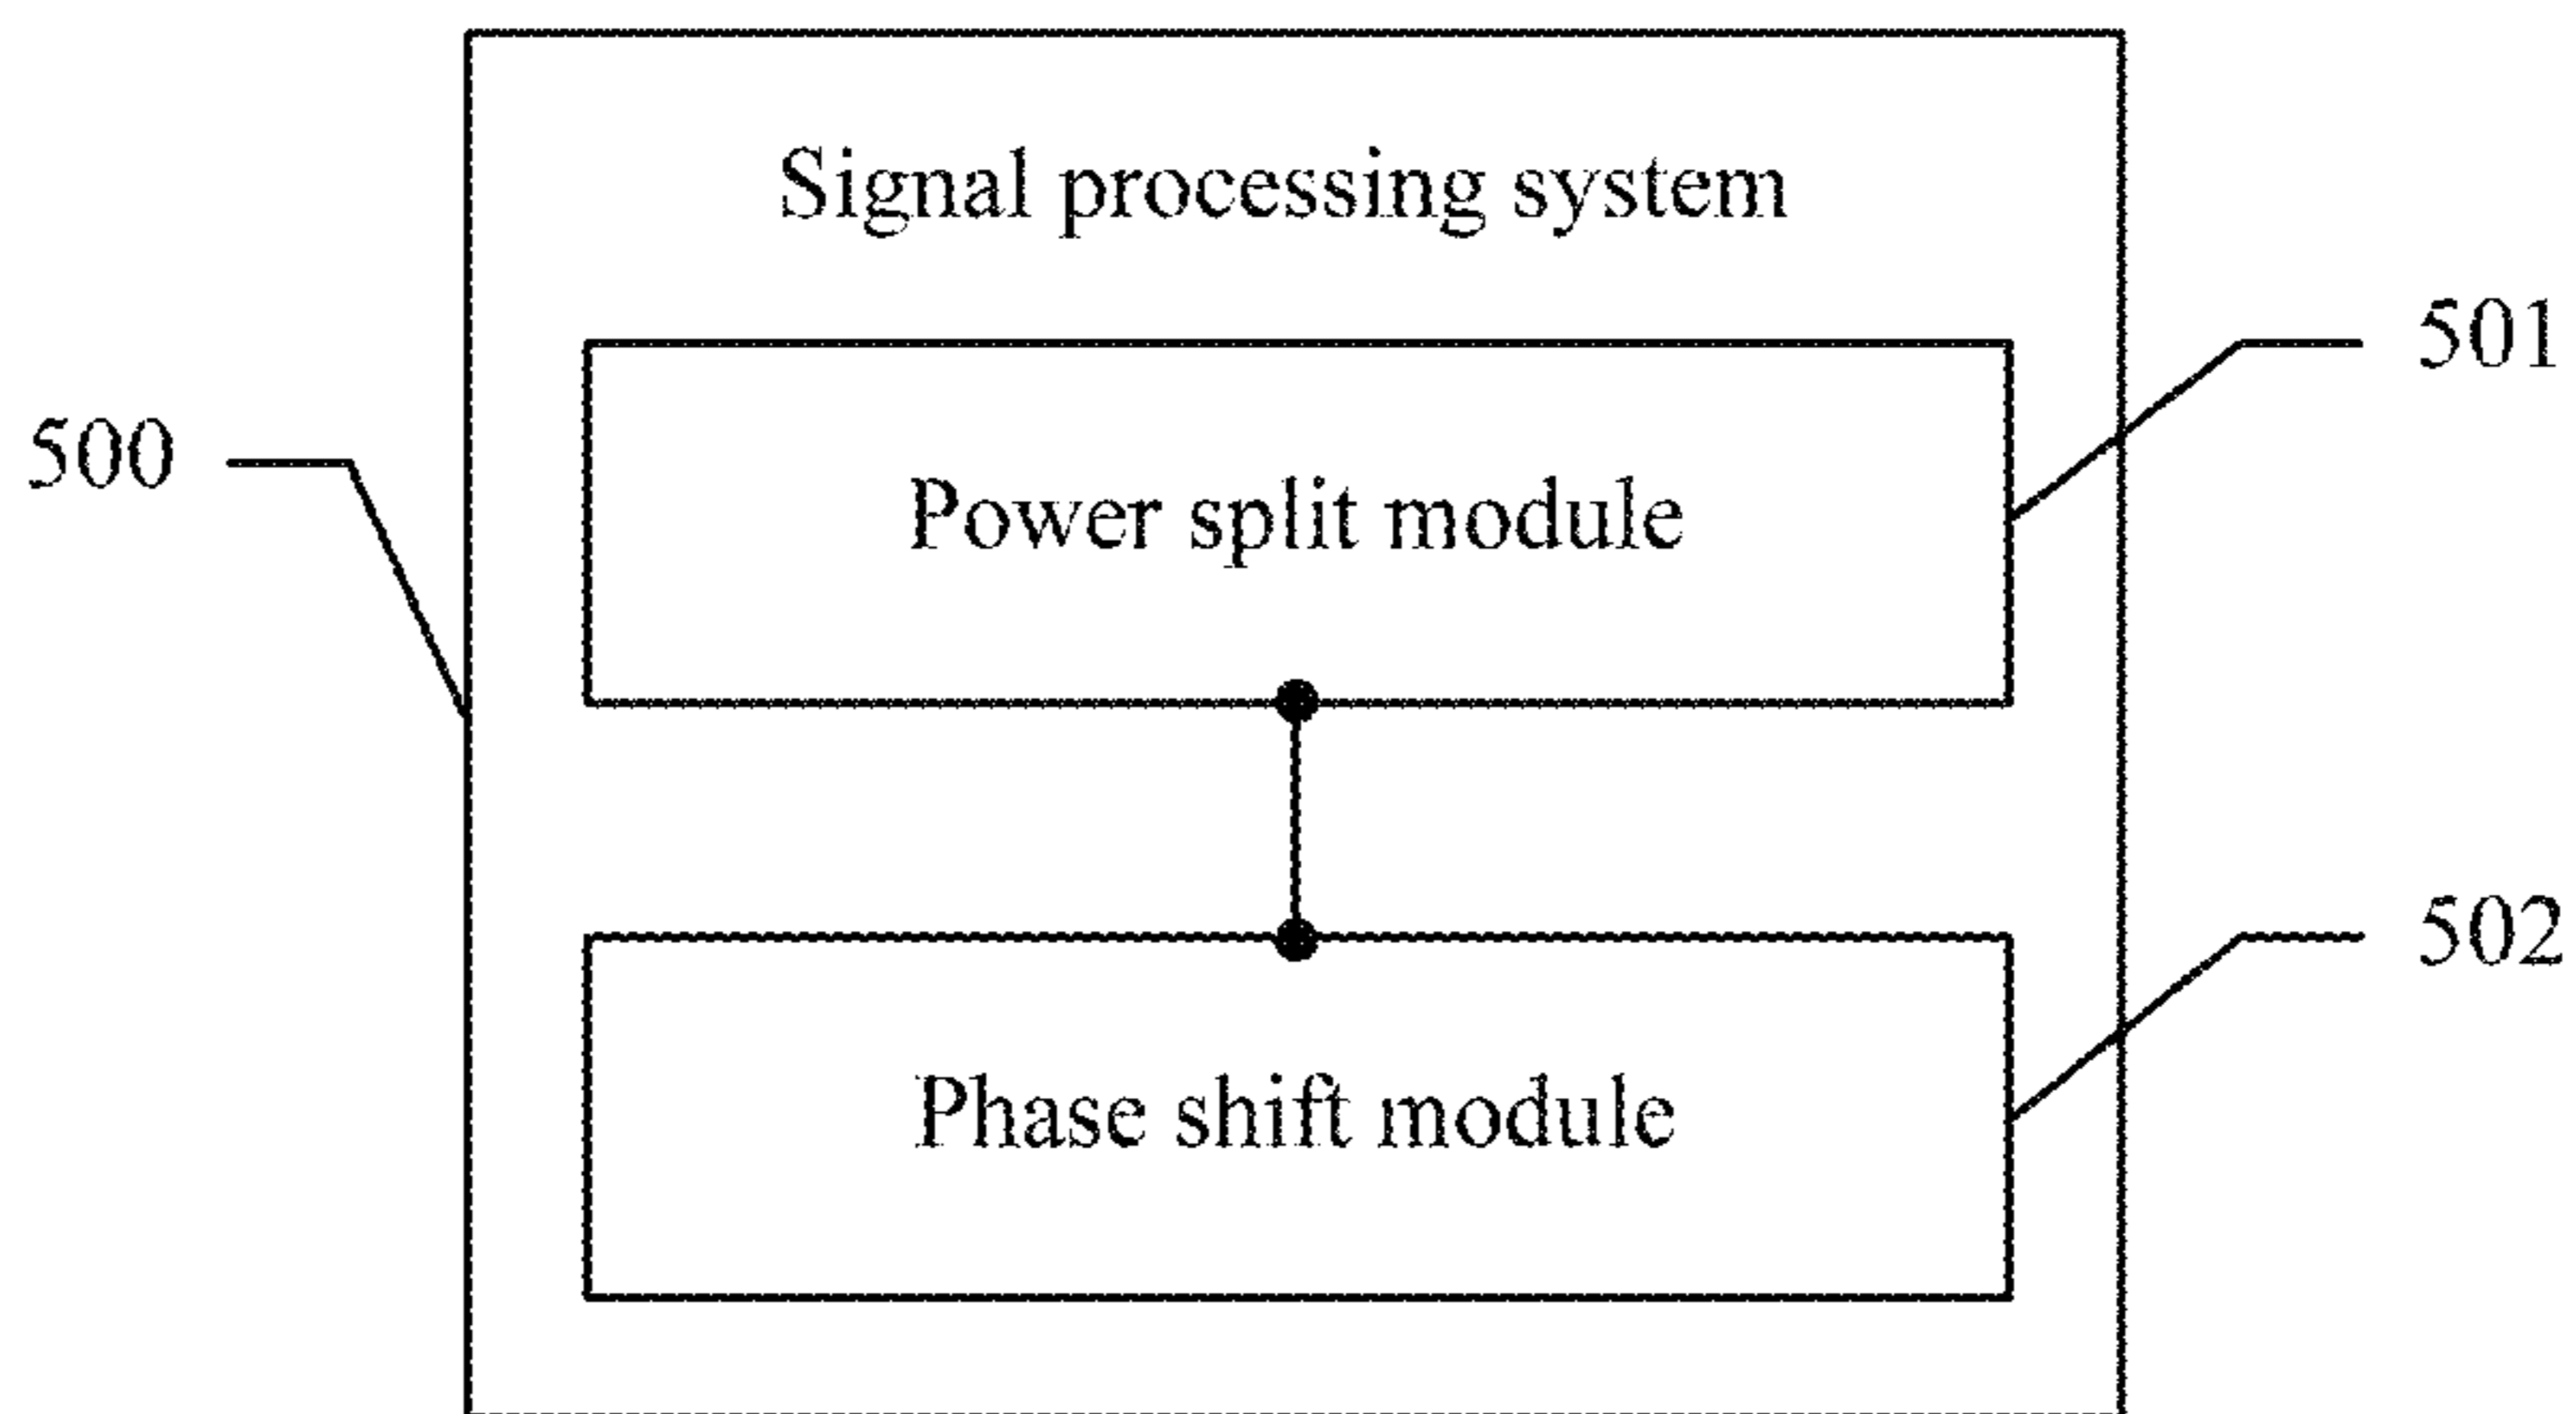 Signal processing system
501
500
Power split module
502
Phase shift module